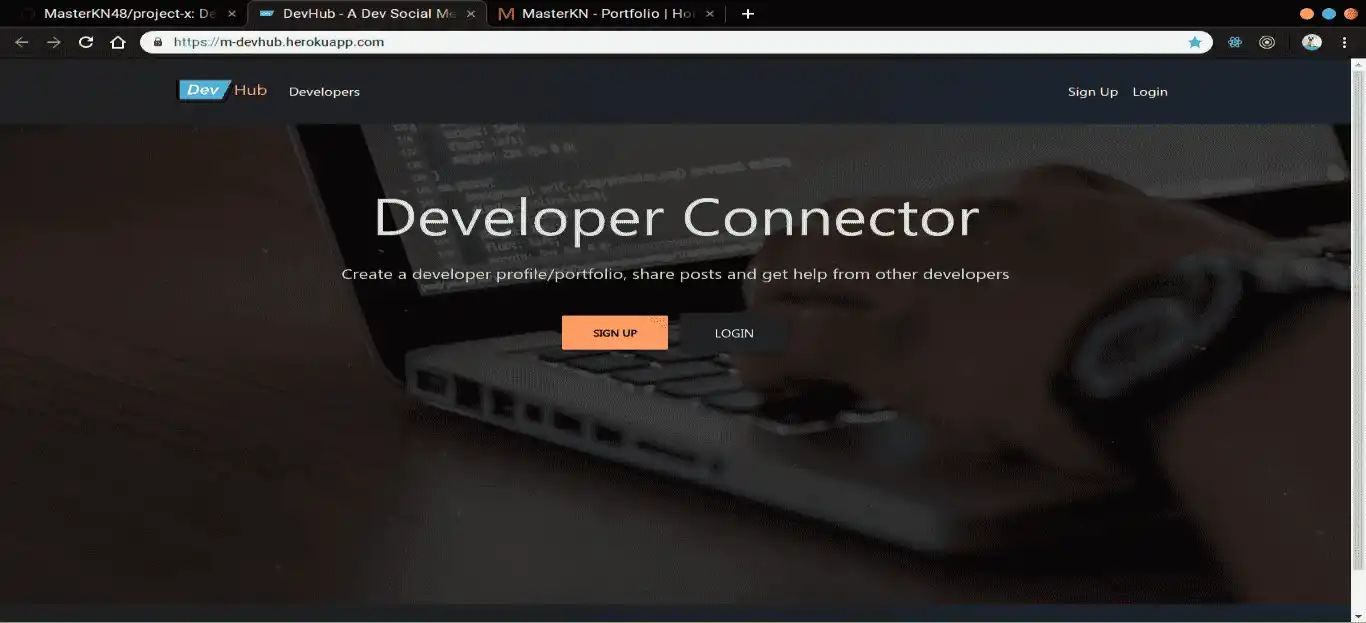 MasterKN48/project-x: De
DevHub - A Dev Social Me
MasterKN - Portfolio | Ho
https://m-devhub.herokuapp.com
Dev Hub
Developers
Sign Up
Login
Developer Connector
Create a developer profile/portfolio, share posts and get help from other developers
SIGN UP
LOGIN